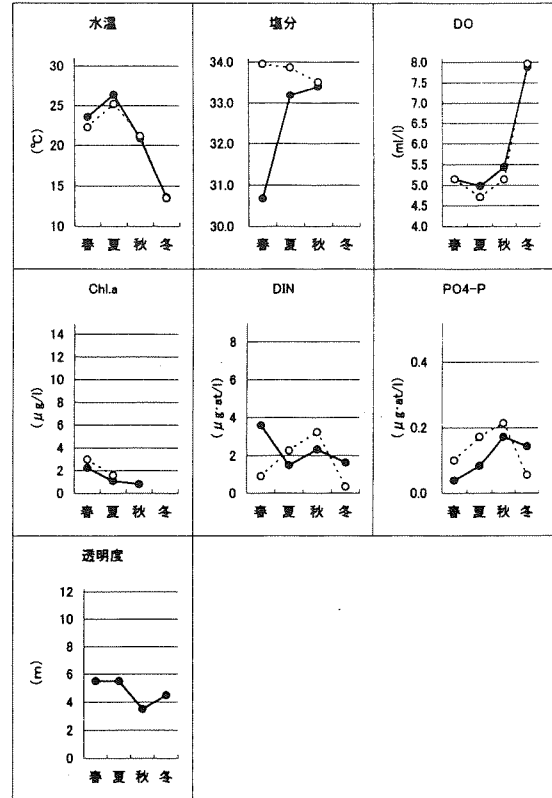 水温
30
25
20
15
10
(℃)
春 夏 秋 冬
塩分
34.0
33.0
31.0
30.0
春 夏 秋 冬
DO
8.0
7.5
7.0
6.5
6.0
5.5
5.0
4.5
4.0
(ml/l)
春 夏 秋 冬
Chl.a
14
12
10
8
6
4
2
0
(μg/l)
春 夏 秋 冬
DIN
8
6
4
2
0
(μg·at/l)
春 夏 秋 冬
PO4-P
0.4
0.2
0.0
(μg·at/l)
春 夏 秋 冬
透明度
12
10
8
6
4
2
0
(m)
春 夏 秋 冬